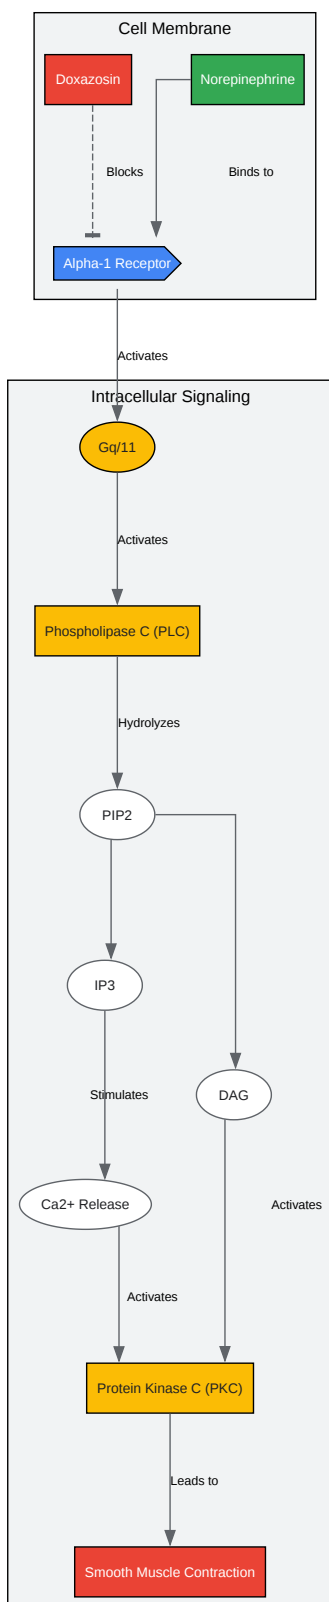 Cell Membrane
Doxazosin
Norepinephrine
Blocks
Binds to
Alpha-1 Receptor
Activates
Intracellular Signaling
Gq/11
Activates
Phospholipase C (PLC)
Hydrolyzes
PIP2
IP3
Stimulates
DAG
Ca2+ Release
Activates
Activates
Protein Kinase C (PKC)
Leads to
Smooth Muscle Contraction